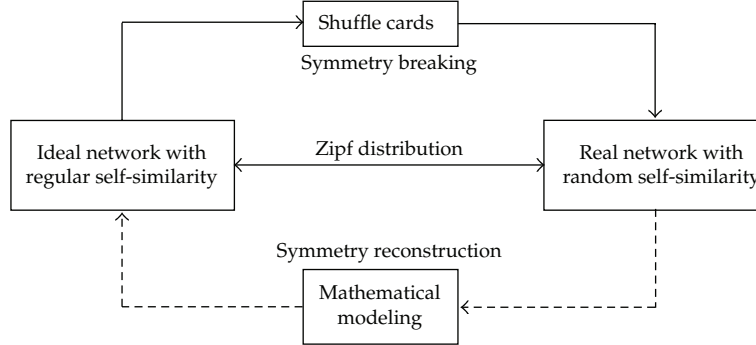 Shuffle cards
Symmetry breaking
Ideal network with
regular self-similarity
Zipf distribution
Real network with
random self-similarity
Symmetry reconstruction
Mathematical
modeling